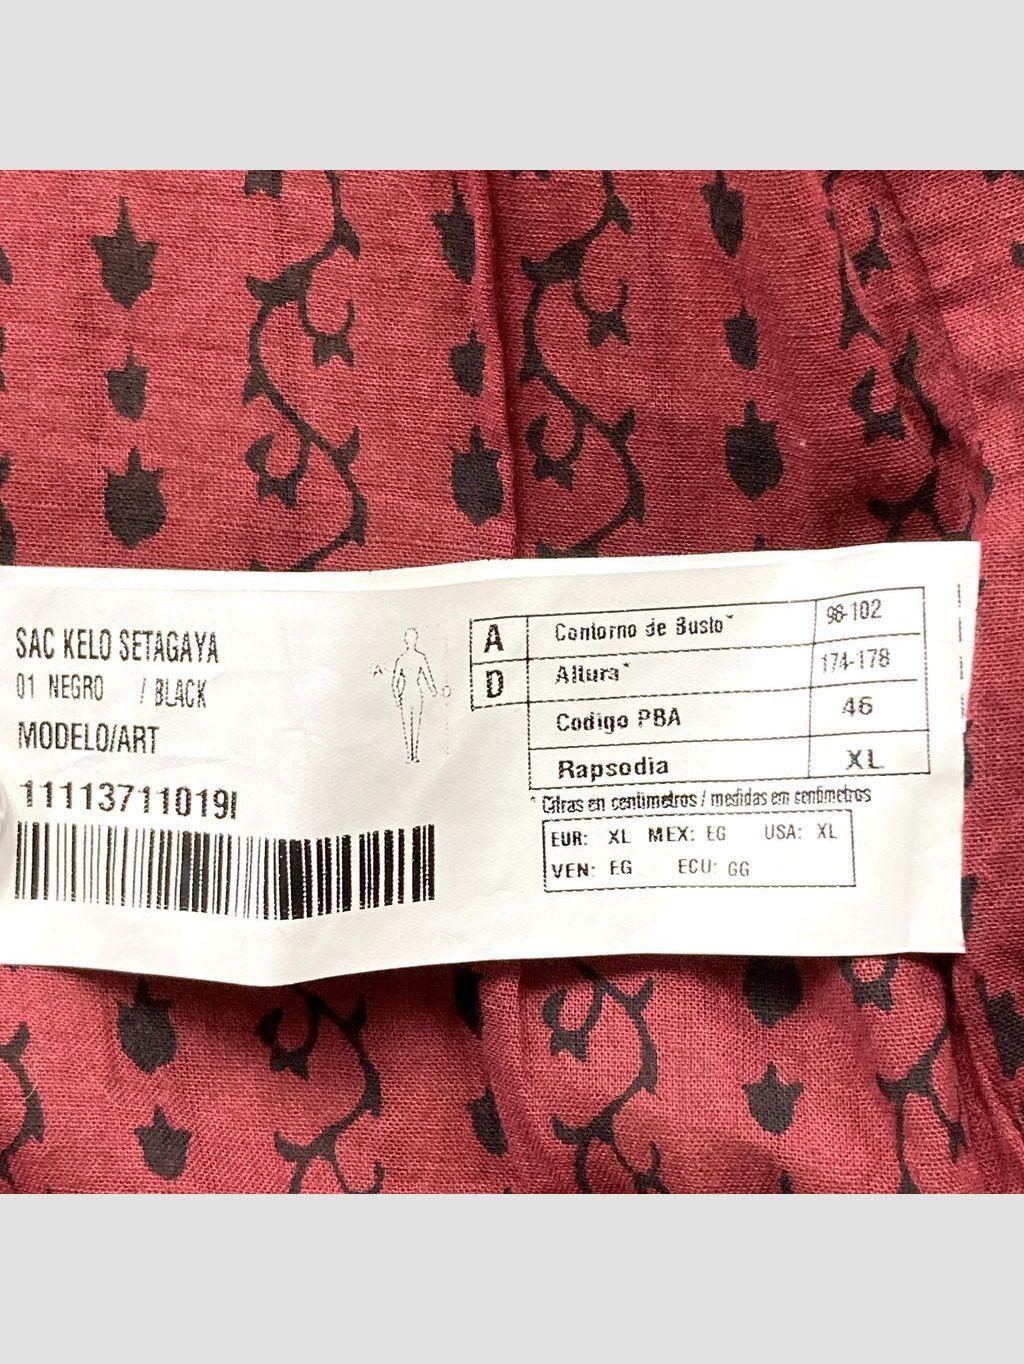 SAC KELO SETAGAYA
01 NEGRO / BLACK
MODELO/ART
11113711019I
A Contorno de Busto* 98-102
D Altura* 174-178
Codigo PBA 46
Rapsodia XL
* Cifras en centimetros / medidas em centimetros
EUR: XL MEX: EG USA: XL
VEN: EG ECU: GG